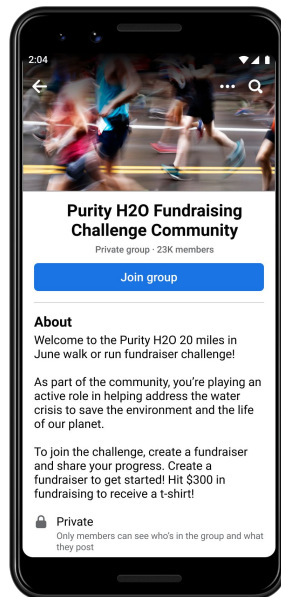 2:04
Purity H2O Fundraising
Challenge Community
Private group · 23K members
Join group
About
Welcome to the Purity H2O 20 miles in
June walk or run fundraiser challenge!
As part of the community, you're playing an
active role in helping address the water
crisis to save the environment and the life
of our planet.
To join the challenge, create a fundraiser
and share your progress. Create a
fundraiser to get started! Hit $300 in
fundraising to receive a t-shirt!
Private
Only members can see who's in the group and what
they post